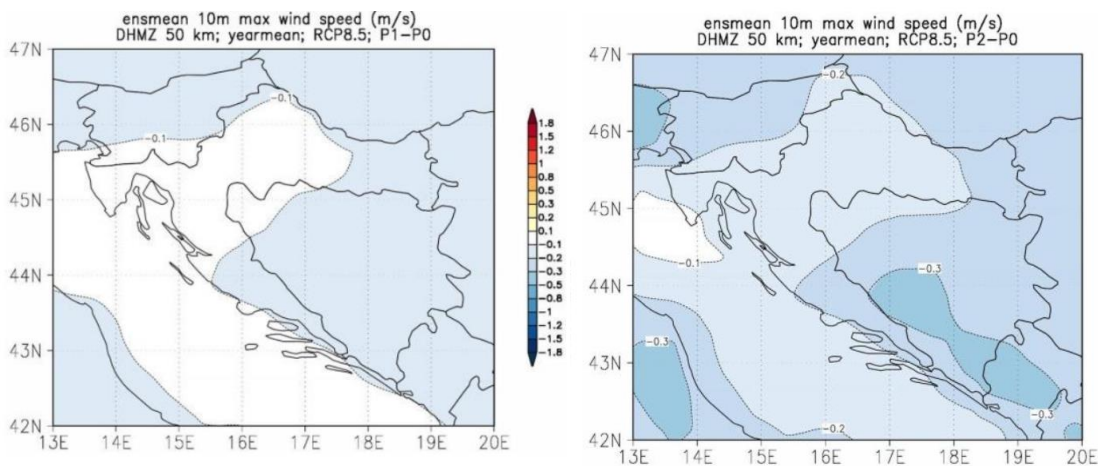 ensmean 10m max wind speed (m/s)
DHMZ 50 km; yearmean; RCP8.5; P1-P0
47N
46N
45N
44N
43N
42N
13E 14E 15E 16E 17E 18E 19E 20E
-0.1
-0.1
1.8
1.5
1.2
1
0.8
0.5
0.3
0.2
0.1
-0.1
-0.2
-0.3
-0.5
-0.8
-1
-1.2
-1.5
-1.8
ensmean 10m max wind speed (m/s)
DHMZ 50 km; yearmean; RCP8.5; P2-P0
47N
46N
45N
44N
43N
42N
13E 14E 15E 16E 17E 18E 19E 20E
-0.2
-0.1
-0.3
-0.3
-0.3
-0.2